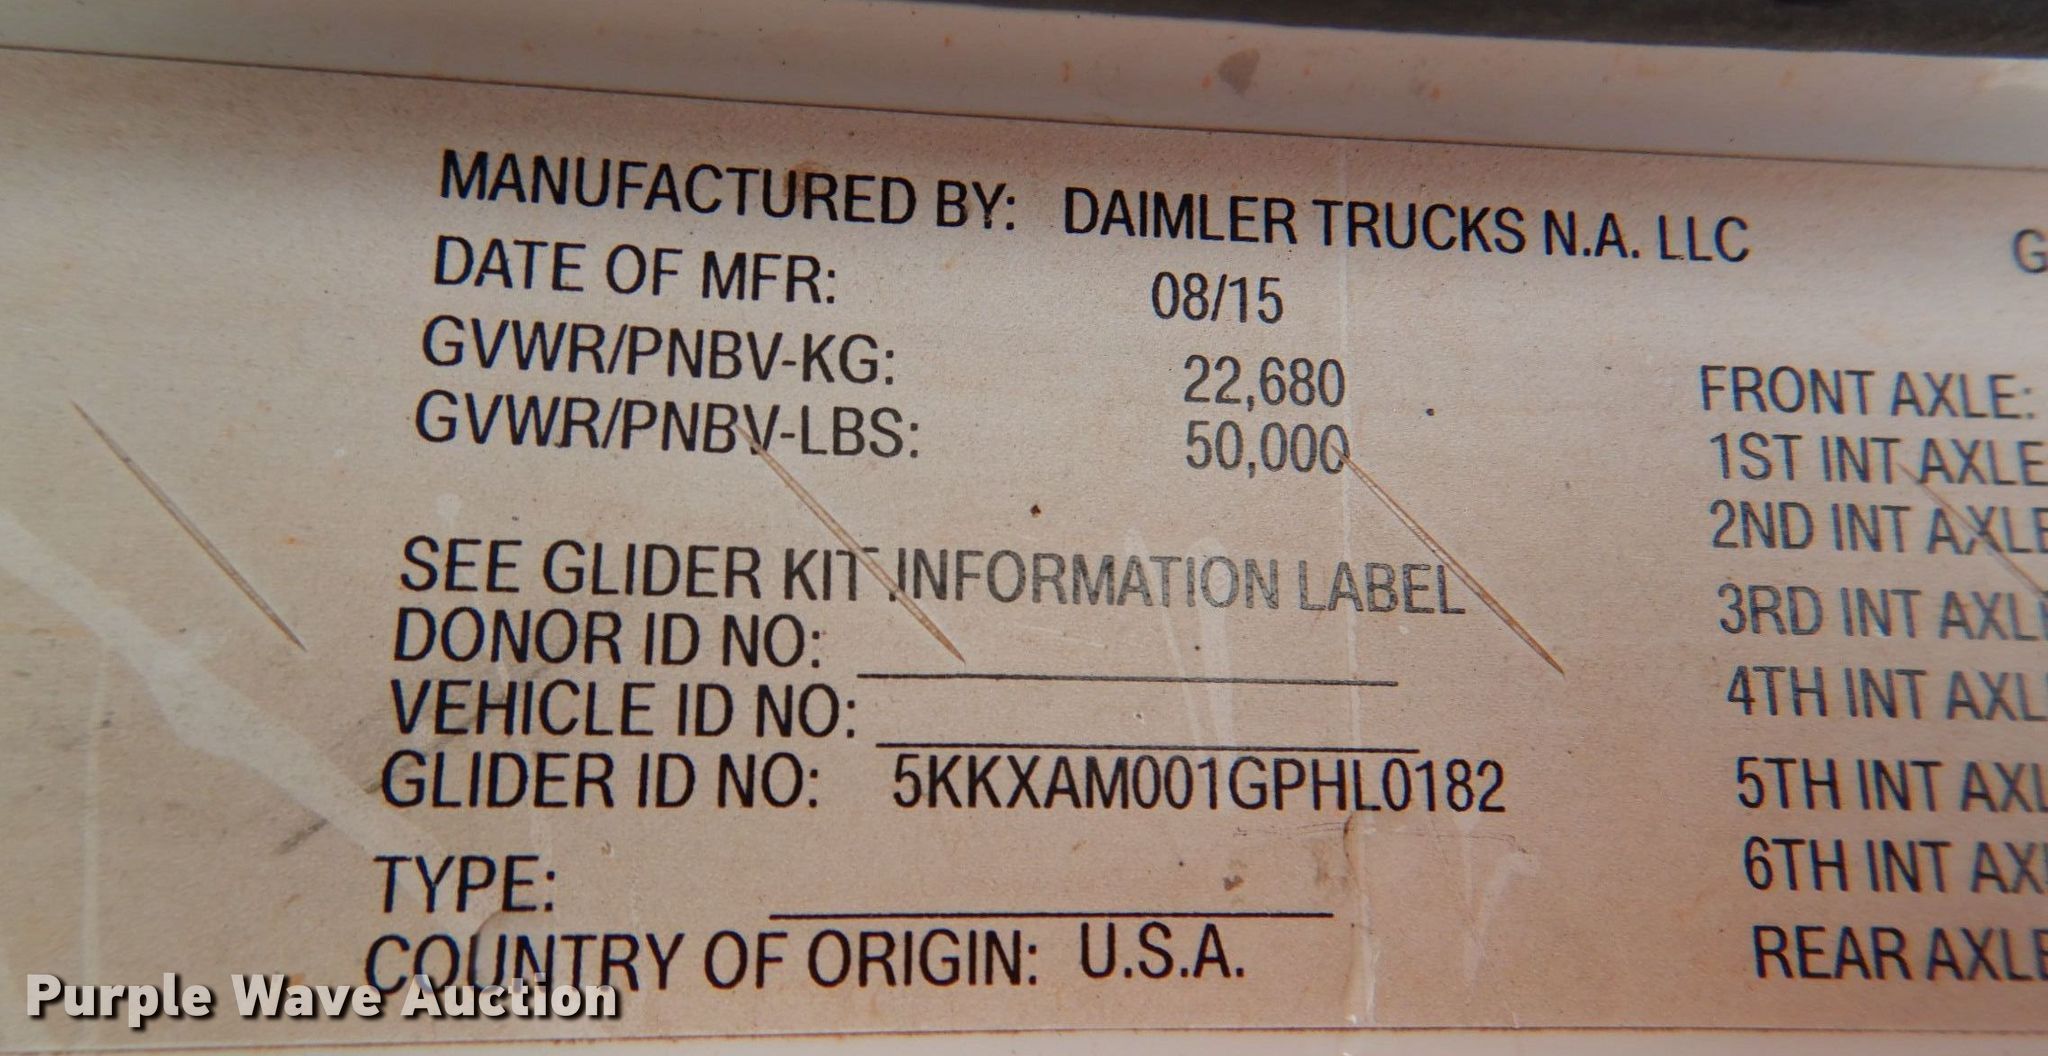 MANUFACTURED BY: DAIMLER TRUCKS N.A. LLC
DATE OF MFR: 08/15
GVWR/PNBV-KG: 22,680
GVWR/PNBV-LBS: 50,000
SEE GLIDER KIT INFORMATION LABEL
DONOR ID NO:
VEHICLE ID NO:
GLIDER ID NO: 5KKXAM001GPHL0182
TYPE:
COUNTRY OF ORIGIN: U.S.A.
G
FRONT AXLE:
1ST INT AXLE
2ND INT AXLE
3RD INT AXLE
4TH INT AXL
5TH INT AXL
6TH INT AX
REAR AXLE
Purple Wave Auction